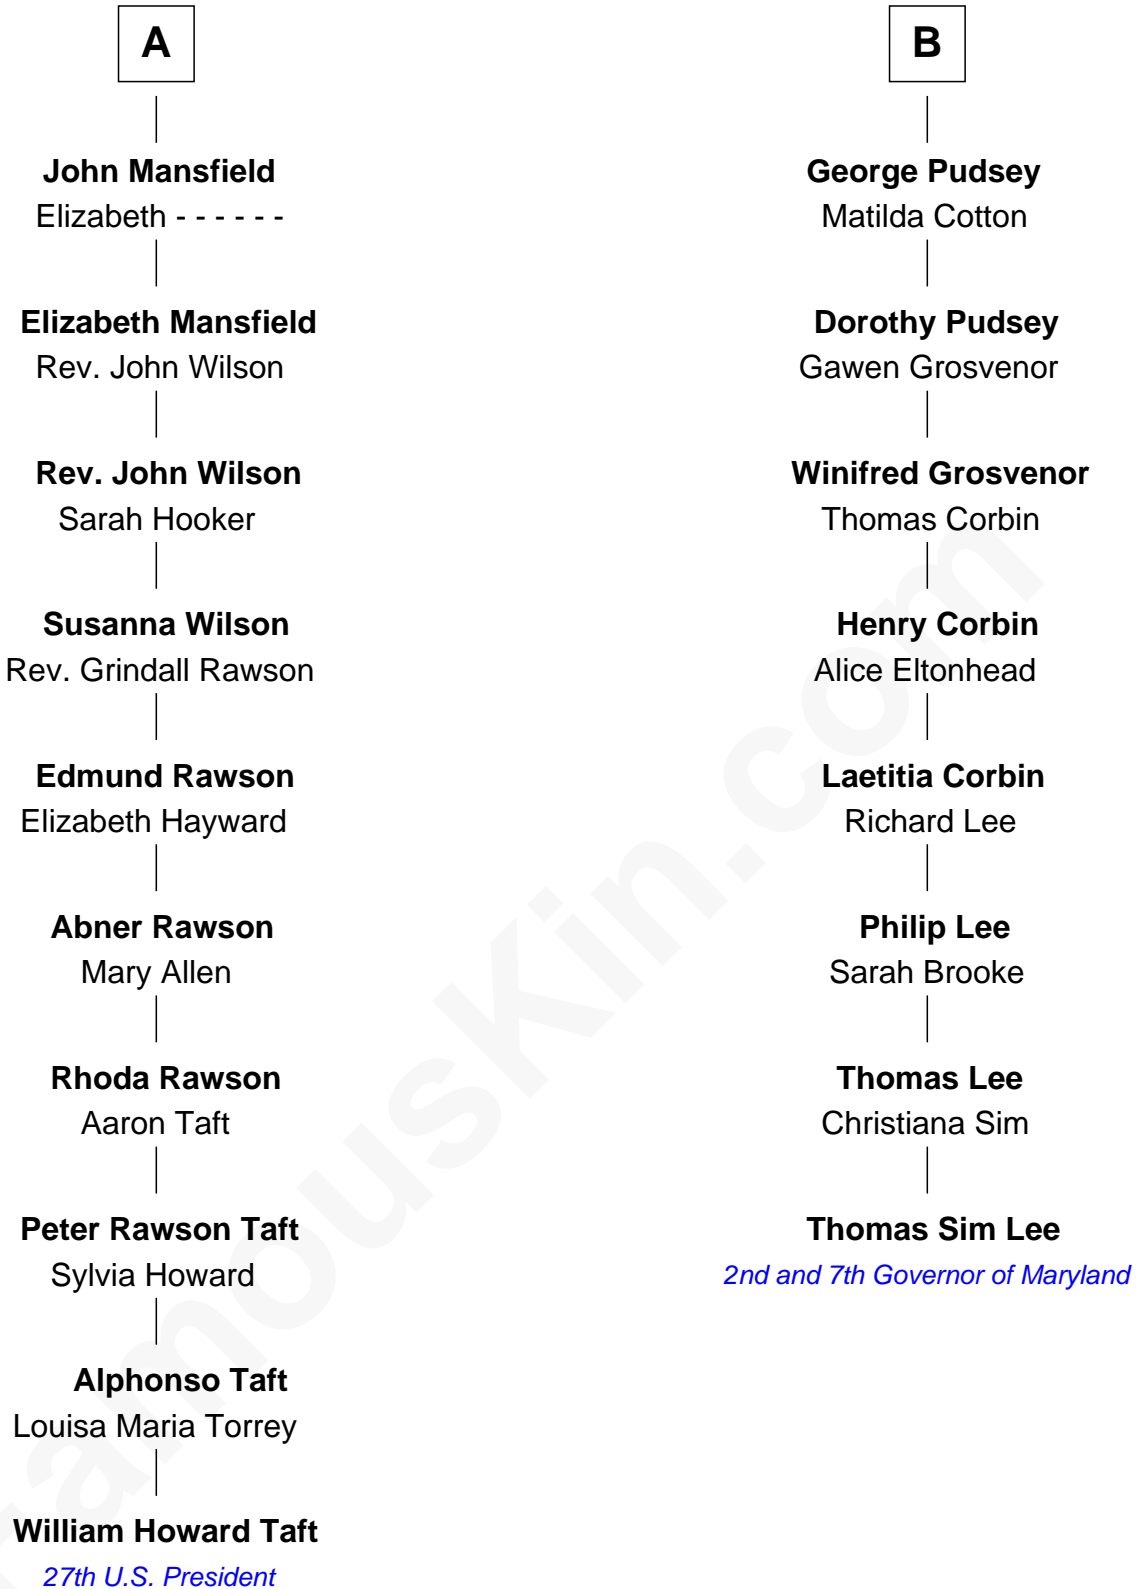 A
John Mansfield
Elizabeth - - - - - -
Elizabeth Mansfield
Rev. John Wilson
Rev. John Wilson
Sarah Hooker
Susanna Wilson
Rev. Grindall Rawson
Edmund Rawson
Elizabeth Hayward
Abner Rawson
Mary Allen
Rhoda Rawson
Aaron Taft
Peter Rawson Taft
Sylvia Howard
Alphonso Taft
Louisa Maria Torrey
William Howard Taft
27th U.S. President
B
George Pudsey
Matilda Cotton
Dorothy Pudsey
Gawen Grosvenor
Winifred Grosvenor
Thomas Corbin
Henry Corbin
Alice Eltonhead
Laetitia Corbin
Richard Lee
Philip Lee
Sarah Brooke
Thomas Lee
Christiana Sim
Thomas Sim Lee
2nd and 7th Governor of Maryland
famouskin.com